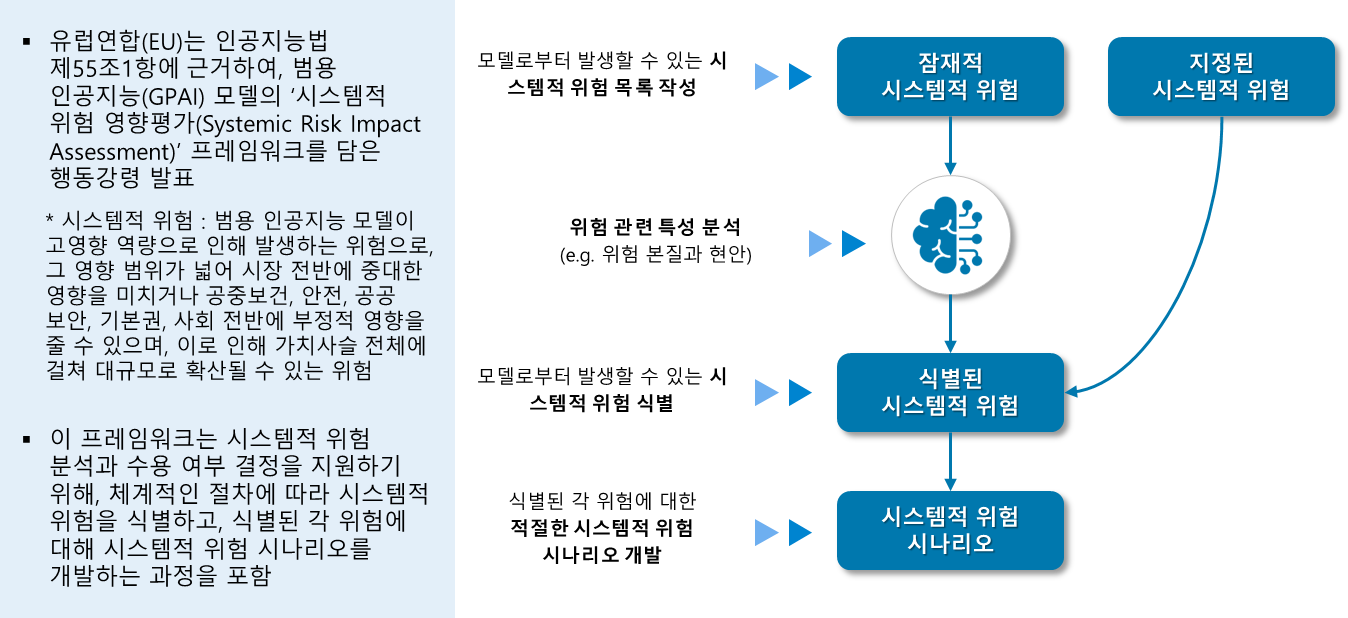 ▪ 유럽연합(EU)는 인공지능법
제55조1항에 근거하여, 범용
인공지능(GPAI) 모델의 ‘시스템적
위험 영향평가(Systemic Risk Impact
Assessment)’ 프레임워크를 담은
행동강령 발표
* 시스템적 위험 : 범용 인공지능 모델이
고영향 역량으로 인해 발생하는 위험으로,
그 영향 범위가 넓어 시장 전반에 중대한
영향을 미치거나 공중보건, 안전, 공공
보안, 기본권, 사회 전반에 부정적 영향을
줄 수 있으며, 이로 인해 가치사슬 전체에
걸쳐 대규모로 확산될 수 있는 위험
▪ 이 프레임워크는 시스템적 위험
분석과 수용 여부 결정을 지원하기
위해, 체계적인 절차에 따라 시스템적
위험을 식별하고, 식별된 각 위험에
대해 시스템적 위험 시나리오를
개발하는 과정을 포함
모델로부터 발생할 수 있는 시
스템적 위험 목록 작성
잠재적
시스템적 위험
지정된
시스템적 위험
위험 관련 특성 분석
(e.g. 위험 본질과 현안)
모델로부터 발생할 수 있는 시
스템적 위험 식별
식별된
시스템적 위험
식별된 각 위험에 대한
적절한 시스템적 위험
시나리오 개발
시스템적 위험
시나리오